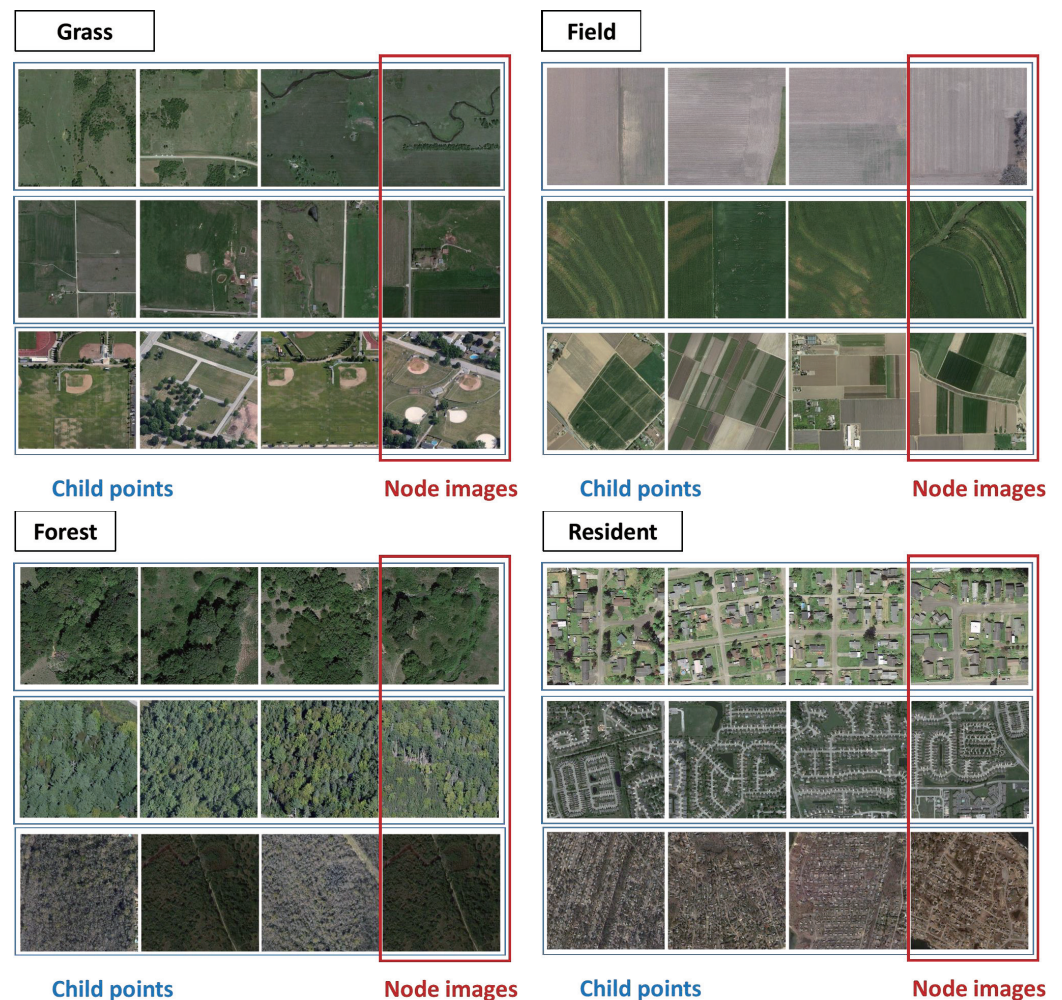 Grass
Field
Child points
Node images
Child points
Node images
Forest
Resident
Child points
Node images
Child points
Node images